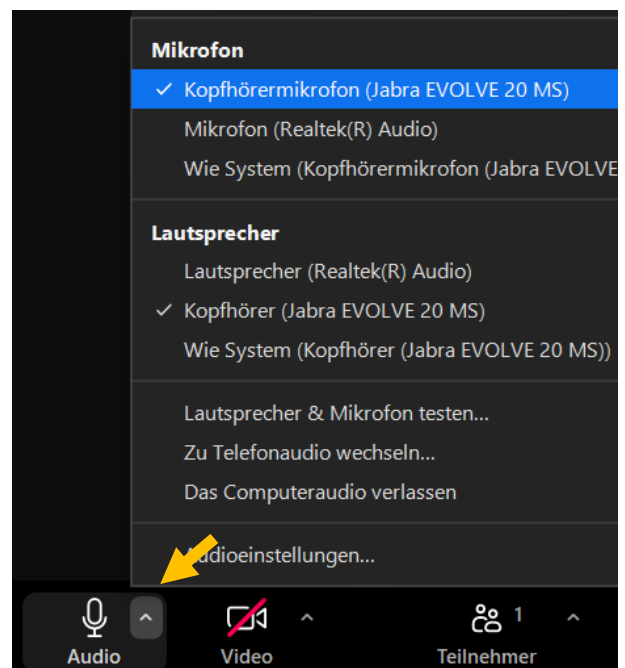 Mikrofon
Kopfhörermikrofon (Jabra EVOLVE 20 MS)
Mikrofon (Realtek(R) Audio)
Wie System (Kopfhörermikrofon (Jabra EVOLVE
Lautsprecher
Lautsprecher (Realtek(R) Audio)
Kopfhörer (Jabra EVOLVE 20 MS)
Wie System (Kopfhörer (Jabra EVOLVE 20 MS))
Lautsprecher & Mikrofon testen...
Zu Telefonaudio wechseln...
Das Computeraudio verlassen
Audioeinstellungen...
1
Audio Video Teilnehmer